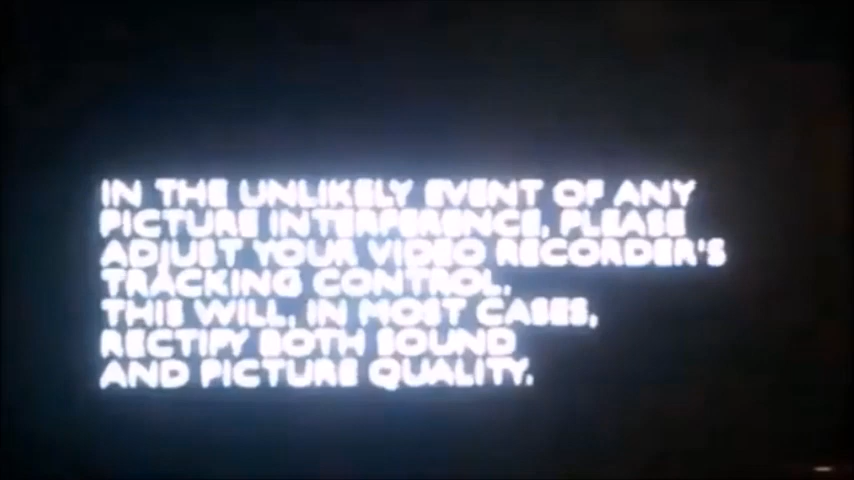 IN THE UNLIKELY EVENT OF ANY
PICTURE INTERFERENCE, PLEASE
ADJUST YOUR VIDEO RECORDER'S
TRACKING CONTROL.
THIS WILL, IN MOST CASES,
RECTIFY BOTH SOUND
AND PICTURE QUALITY.